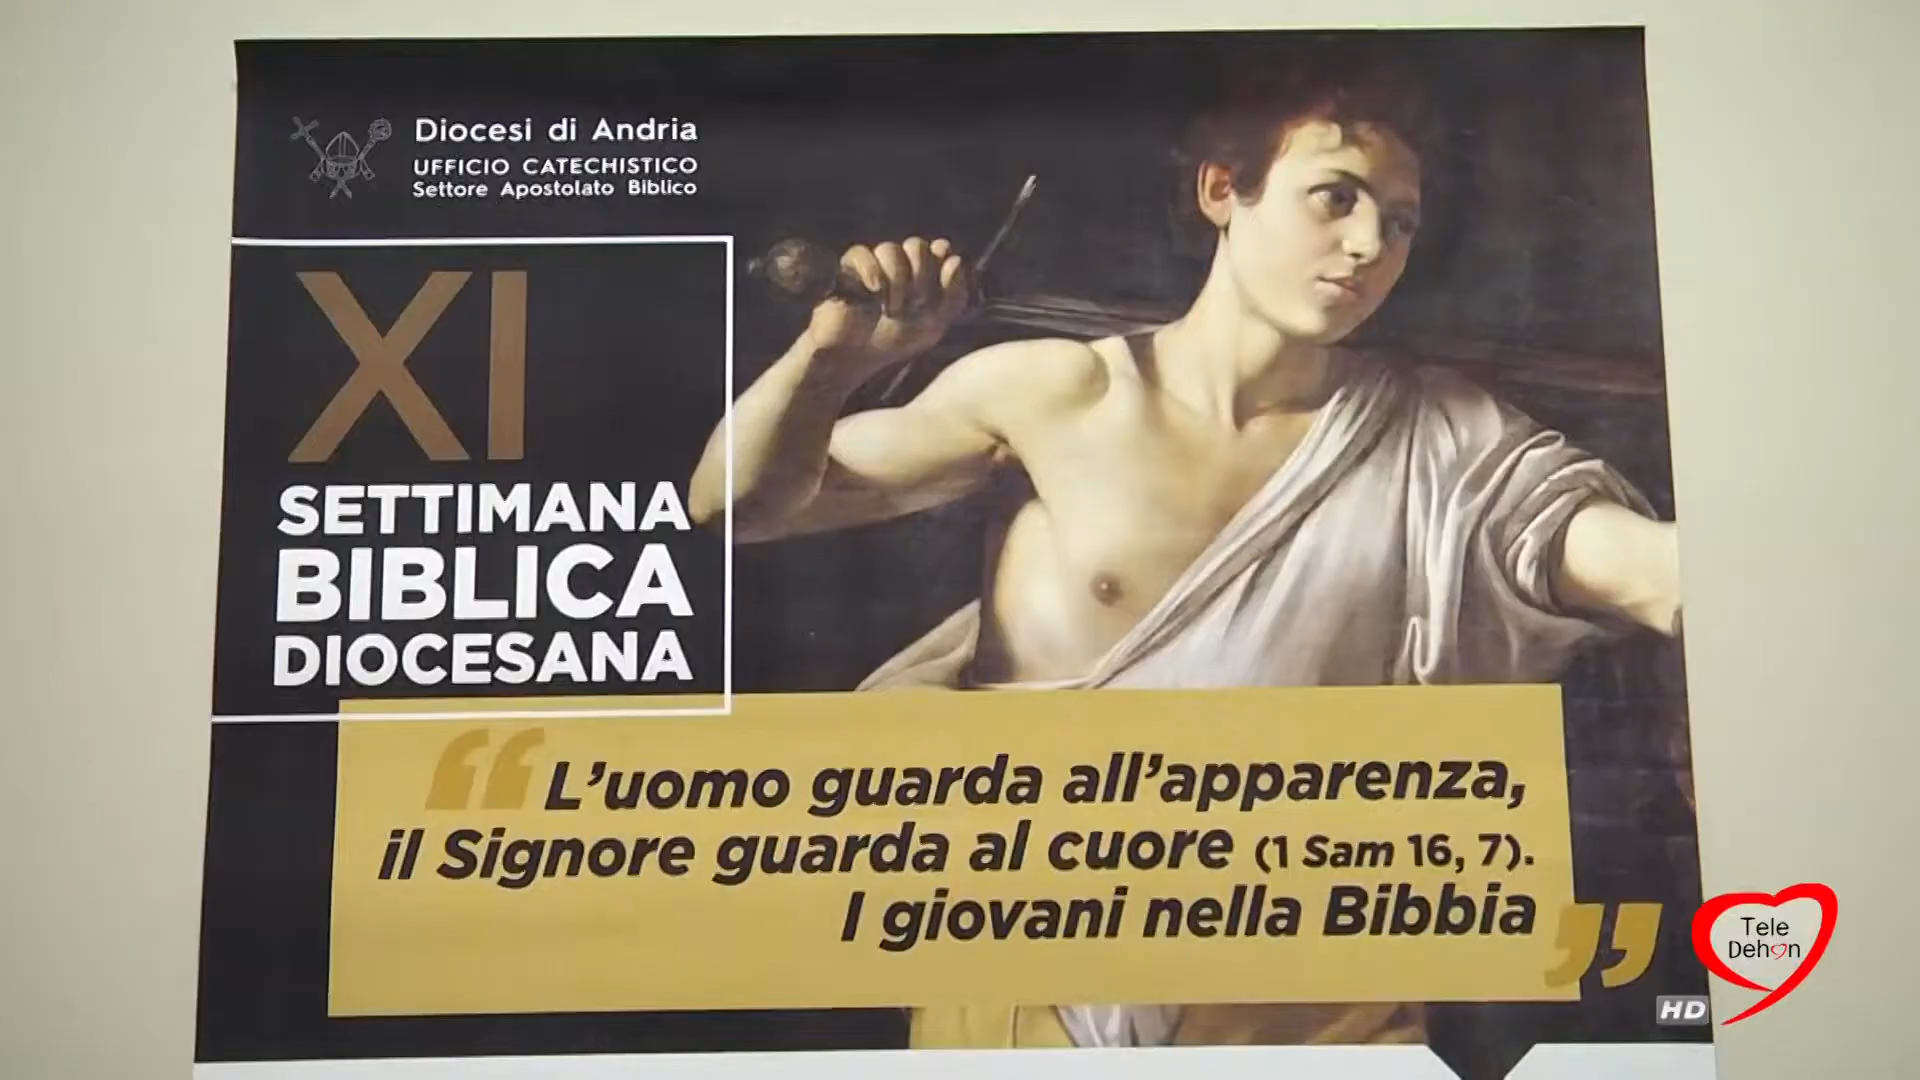 Diocesi di Andria
UFFICIO CATECHISTICO
Settore Apostolato Biblico
XI
SETTIMANA
BIBLICA
DIOCESANA
“L’uomo guarda all’apparenza,
il Signore guarda al cuore (1 Sam 16, 7).
I giovani nella Bibbia”
Tele
Dehon
HD